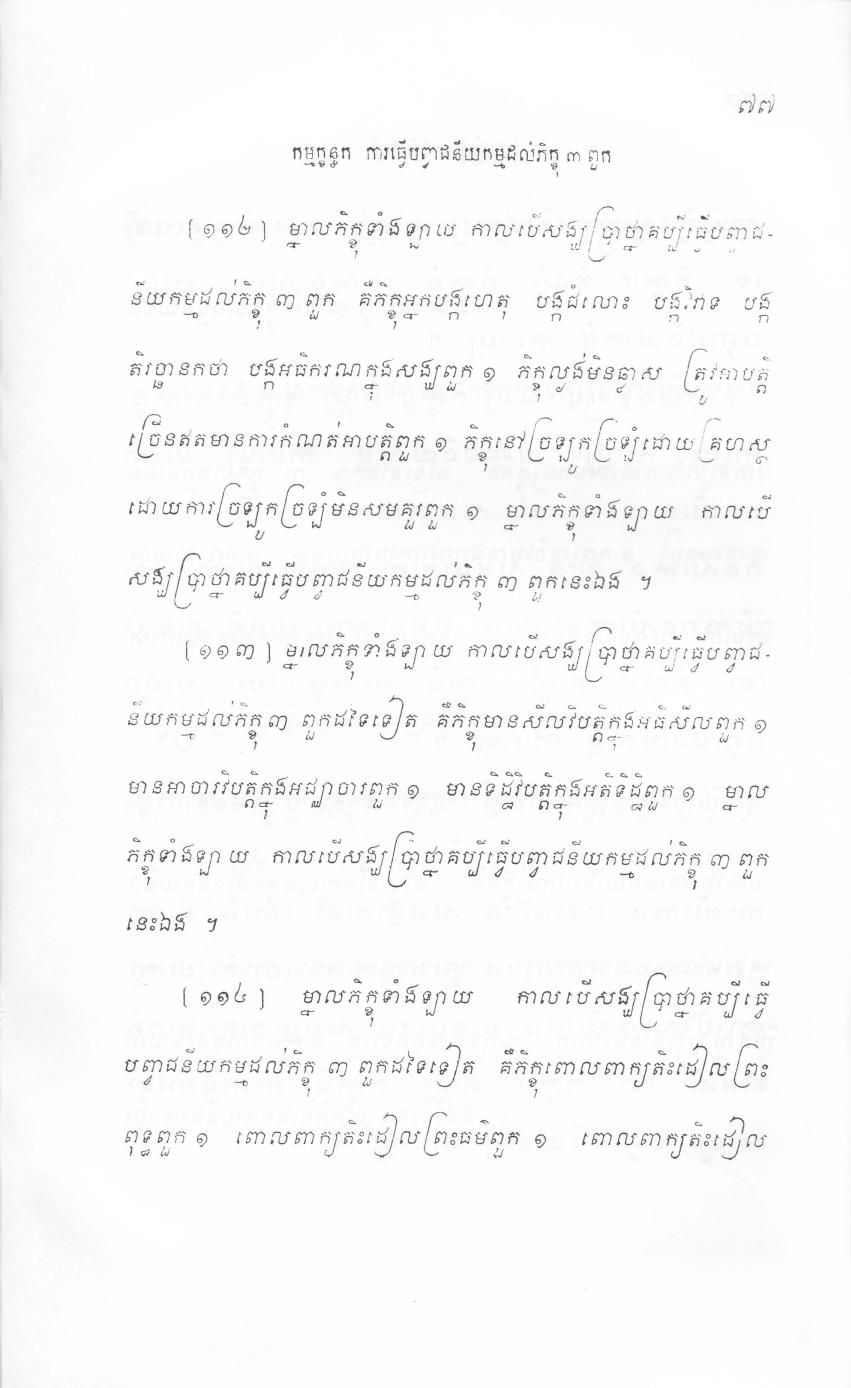 ៧៧
កម្មក្ខន្ធក ការធ្វើបព្វាជនីយកម្មដល់ភិក្ខុ ៣ ពួក
[១១២] ម្នាលភិក្ខុទាំងឡាយ កាលបើសង្ឃប្រាថ្នាគប្បីធ្វើបព្វាជ-
នីយកម្មដល់ភិក្ខុ ៣ ពួក គឺភិក្ខុអ្នកបង្កហេតុ បង្កជំលោះ បង្កវិវាទ បង្ក
តិរច្ឆានកថា បង្កអធិករណ៍ក្នុងសង្ឃពួក ១ ភិក្ខុល្ងង់មិនឆ្លាស ត្រូវអាបត្តិ
ច្រើនឥតមានការកំណត់អាបត្តិពួក ១ ភិក្ខុនៅច្រឡូកច្រឡំដោយគ្រហស្ថ
ដោយការច្រឡូកច្រឡំមិនសមគួរពួក ១ ម្នាលភិក្ខុទាំងឡាយ កាលបើ
សង្ឃប្រាថ្នាគប្បីធ្វើបព្វាជនីយកម្មដល់ភិក្ខុ ៣ ពួកនេះឯង ។
[១១៣] ម្នាលភិក្ខុទាំងឡាយ កាលបើសង្ឃប្រាថ្នាគប្បីធ្វើបព្វាជ-
នីយកម្មដល់ភិក្ខុ ៣ ពួកដទៃទៀត គឺភិក្ខុមានសីលវិបត្តិក្នុងអធិសីលពួក ១
មានអាចារវិបត្តិក្នុងអជ្ឈាចារពួក ១ មានទិដ្ឋិវិបត្តិក្នុងអតិទិដ្ឋិពួក ១ ម្នាល
ភិក្ខុទាំងឡាយ កាលបើសង្ឃប្រាថ្នាគប្បីធ្វើបព្វាជនីយកម្មដល់ភិក្ខុ ៣ ពួក
នេះឯង ។
[១១៤] ម្នាលភិក្ខុទាំងឡាយ កាលបើសង្ឃប្រាថ្នាគប្បីធ្វើ
បព្វាជនីយកម្មដល់ភិក្ខុ ៣ ពួកដទៃទៀត គឺភិក្ខុពោលពាក្យតិះដៀលព្រះ
ពុទ្ធពួក ១ ពោលពាក្យតិះដៀលព្រះធម៌ពួក ១ ពោលពាក្យតិះដៀល